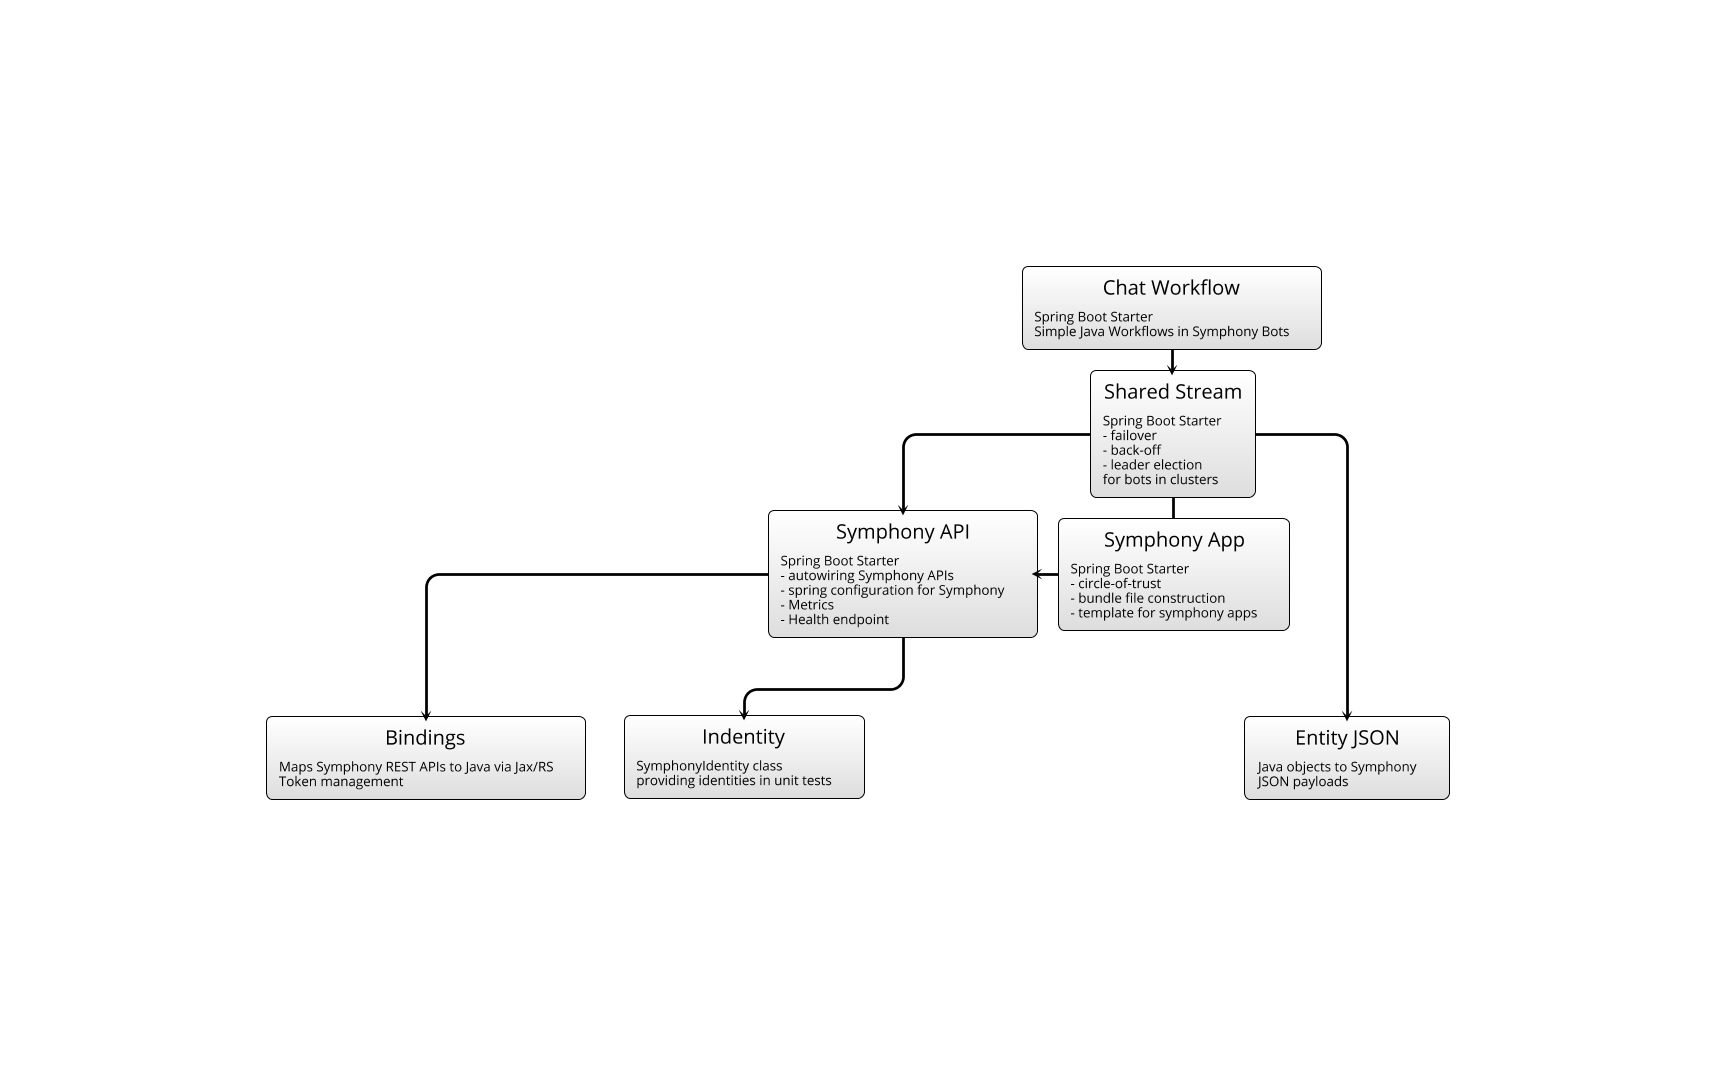 Chat Workflow
Spring Boot Starter
Simple Java Workflows in Symphony Bots
Shared Stream
Spring Boot Starter
- failover
- back-off
- leader election
for bots in clusters
Symphony API
Spring Boot Starter
- autowiring Symphony APIs
- spring configuration for Symphony
- Metrics
- Health endpoint
Symphony App
Spring Boot Starter
- circle-of-trust
- bundle file construction
- template for symphony apps
Bindings
Maps Symphony REST APIs to Java via Jax/RS
Token management
Indentity
SymphonyIdentity class
providing identities in unit tests
Entity JSON
Java objects to Symphony
JSON payloads